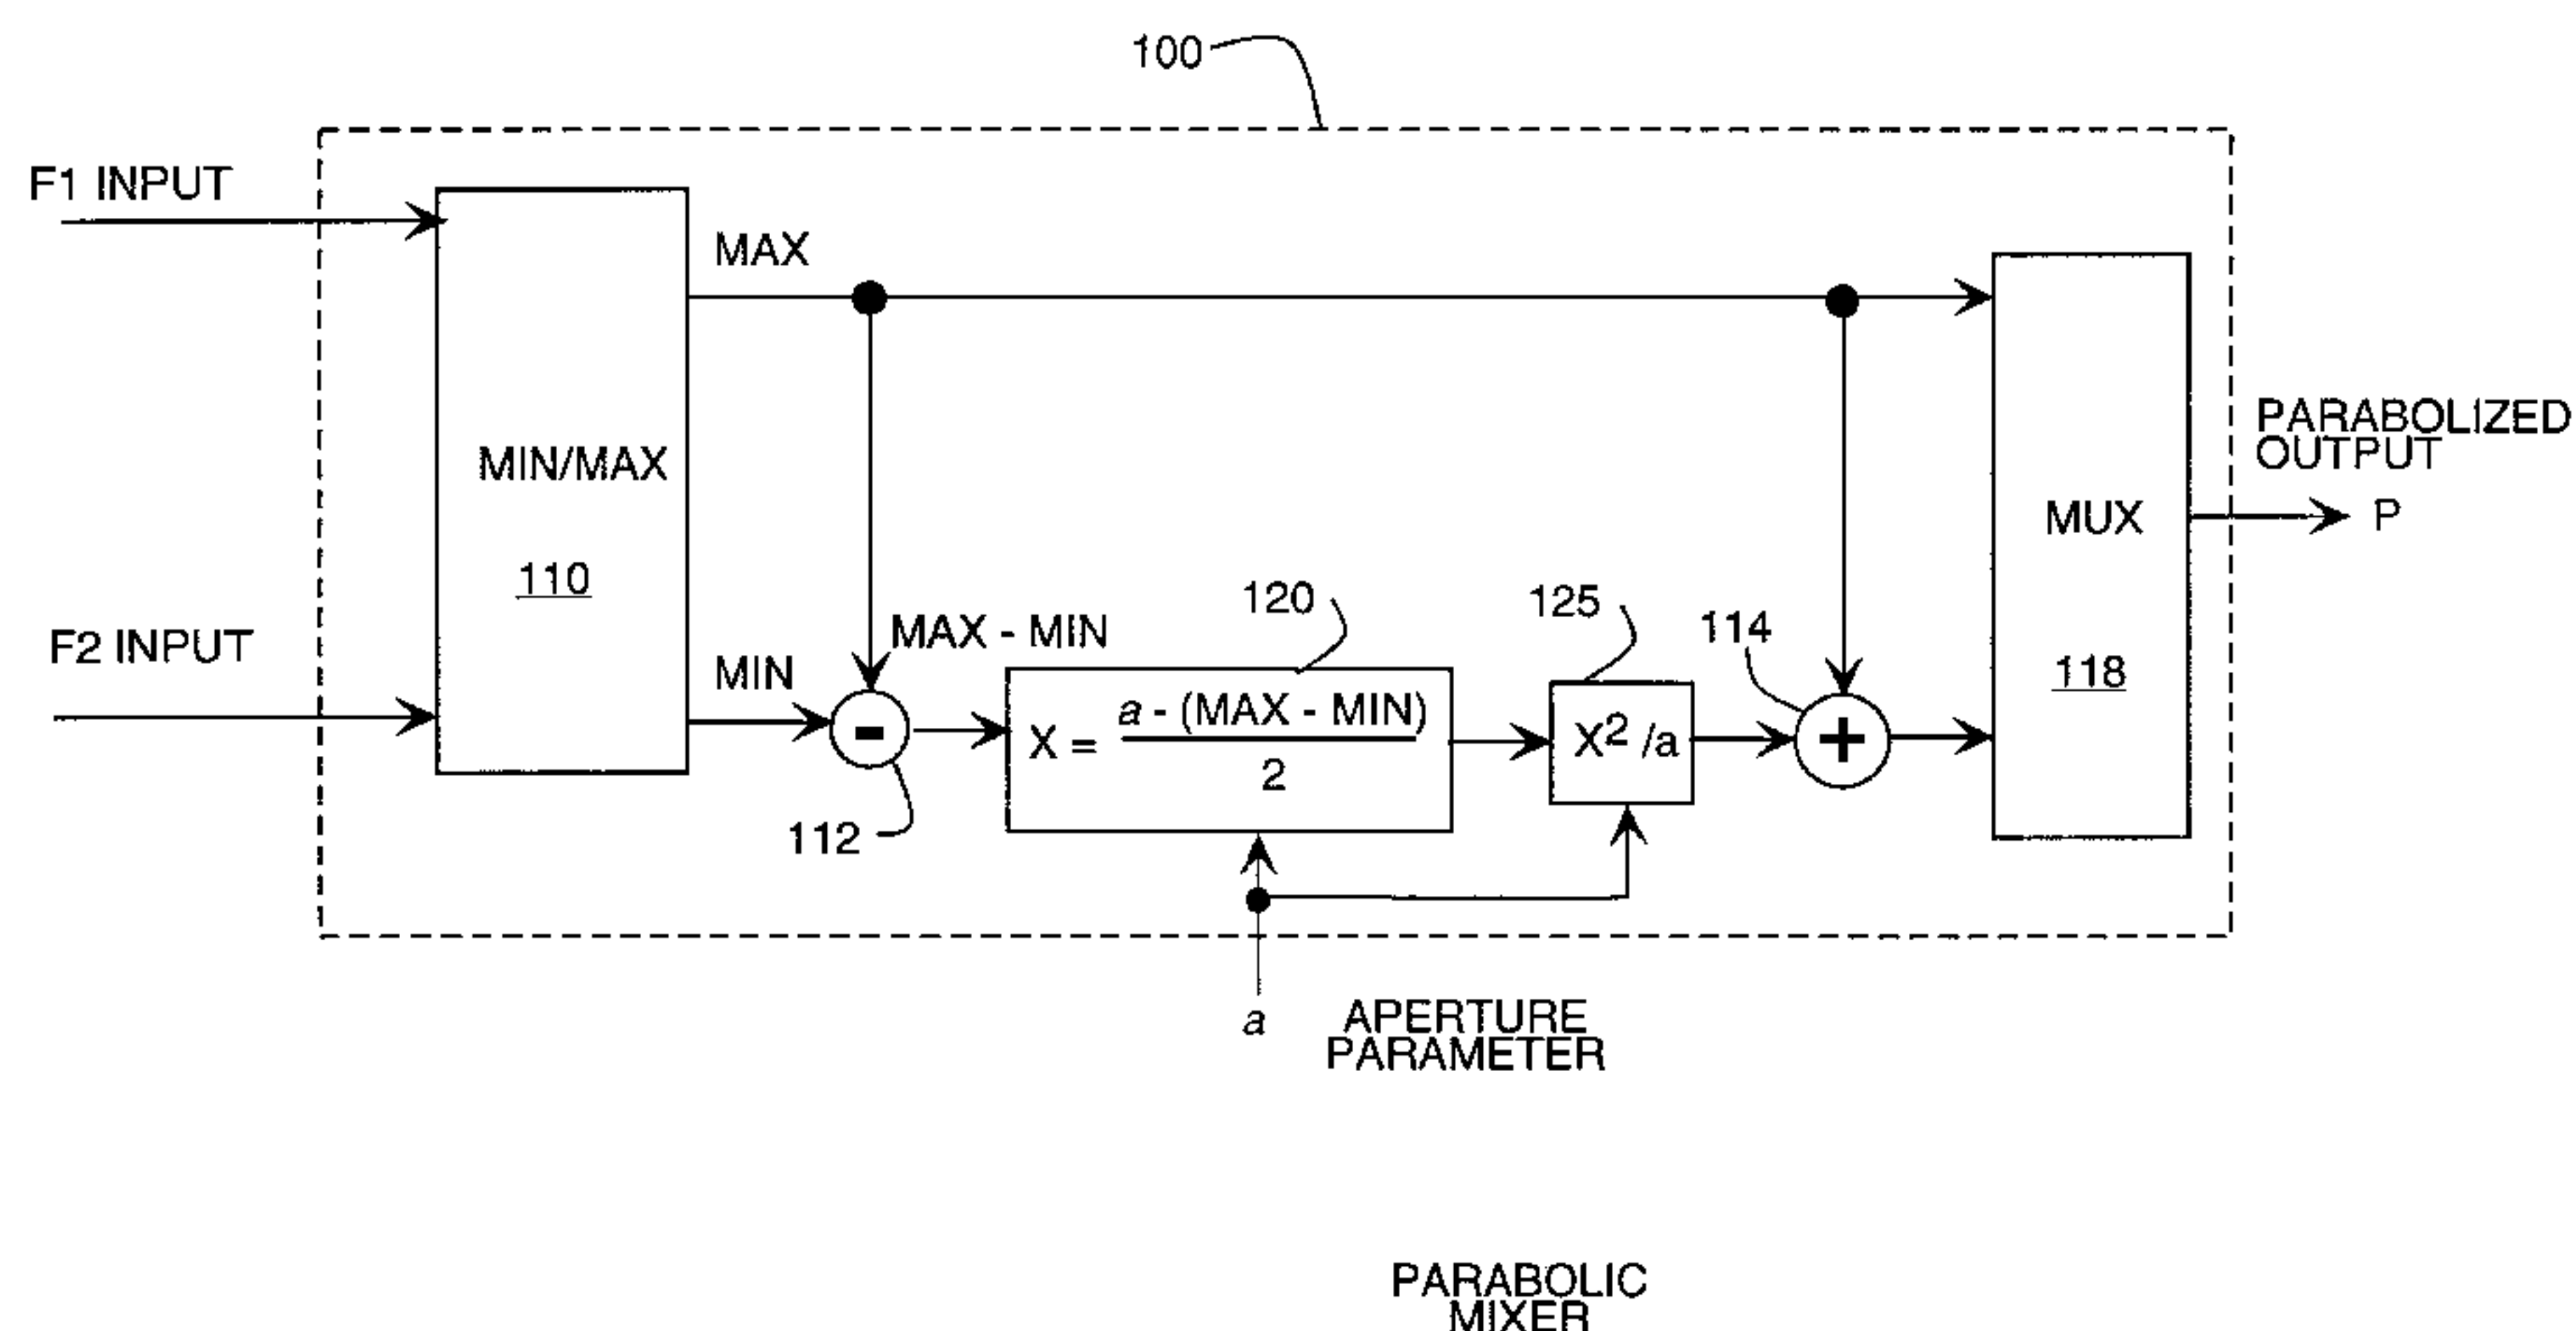 100
F1 INPUT
MAX
MIN/MAX
110
PARABOLIZED
OUTPUT
MUX
P
118
F2 INPUT
MIN
MAX - MIN
120
125
114
X = a - (MAX - MIN)
2
X² /a
112
a
APERTURE
PARAMETER
PARABOLIC
MIXER